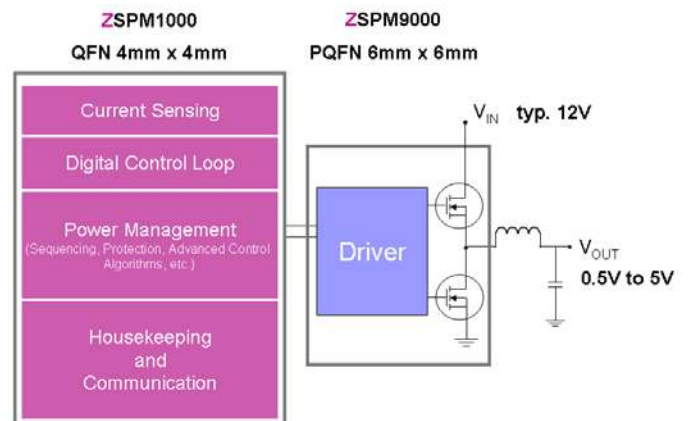 ZSPM1000
QFN 4mm x 4mm
Current Sensing
Digital Control Loop
Power Management
(Sequencing, Protection, Advanced Control
Algorithms, etc.)
Housekeeping
and
Communication
ZSPM9000
PQFN 6mm x 6mm
Driver
VIN typ. 12V
VOUT
0.5V to 5V